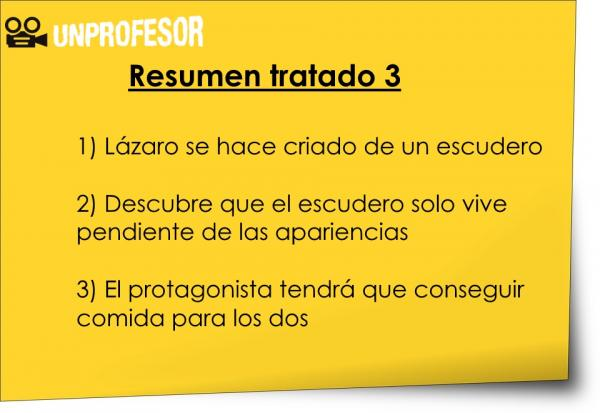 UNPROFESOR
Resumen tratado 3
1) Lázaro se hace criado de un escudero
2) Descubre que el escudero solo vive
pendiente de las apariencias
3) El protagonista tendrá que conseguir
comida para los dos